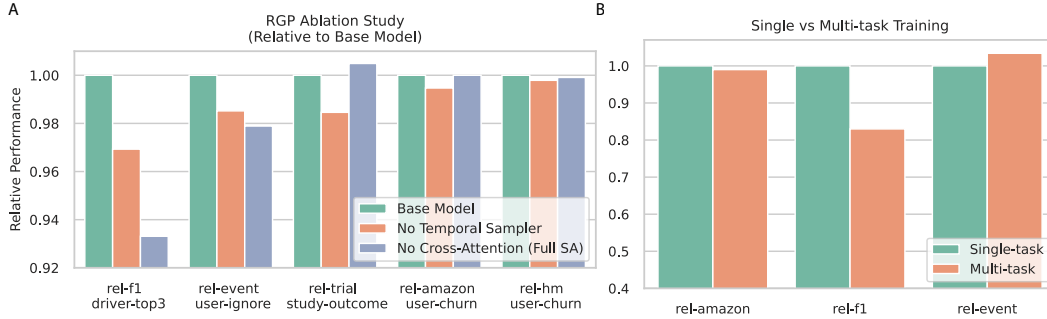 A
RGP Ablation Study
(Relative to Base Model)
Relative Performance
1.00
0.98
0.96
0.94
0.92
Base Model
No Temporal Sampler
No Cross-Attention (Full SA)
rel-f1
driver-top3
rel-event
user-ignore
rel-trial
study-outcome
rel-amazon
user-churn
rel-hm
user-churn
B
Single vs Multi-task Training
1.0
0.9
0.8
0.7
0.6
0.5
0.4
Single-task
Multi-task
rel-amazon
rel-f1
rel-event